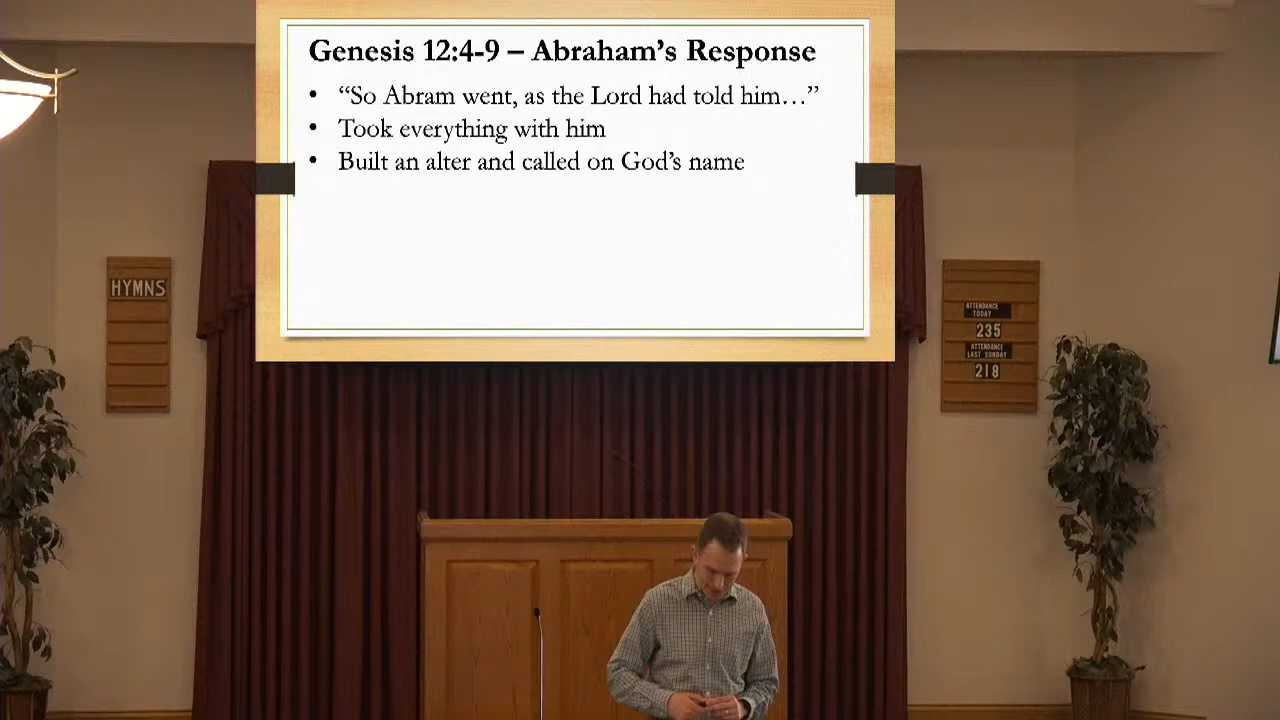 Genesis 12:4-9 – Abraham’s Response
• “So Abram went, as the Lord had told him…”
• Took everything with him
• Built an alter and called on God’s name
HYMNS
ATTENDANCE
TODAY
235
ATTENDANCE
LAST SUNDAY
218